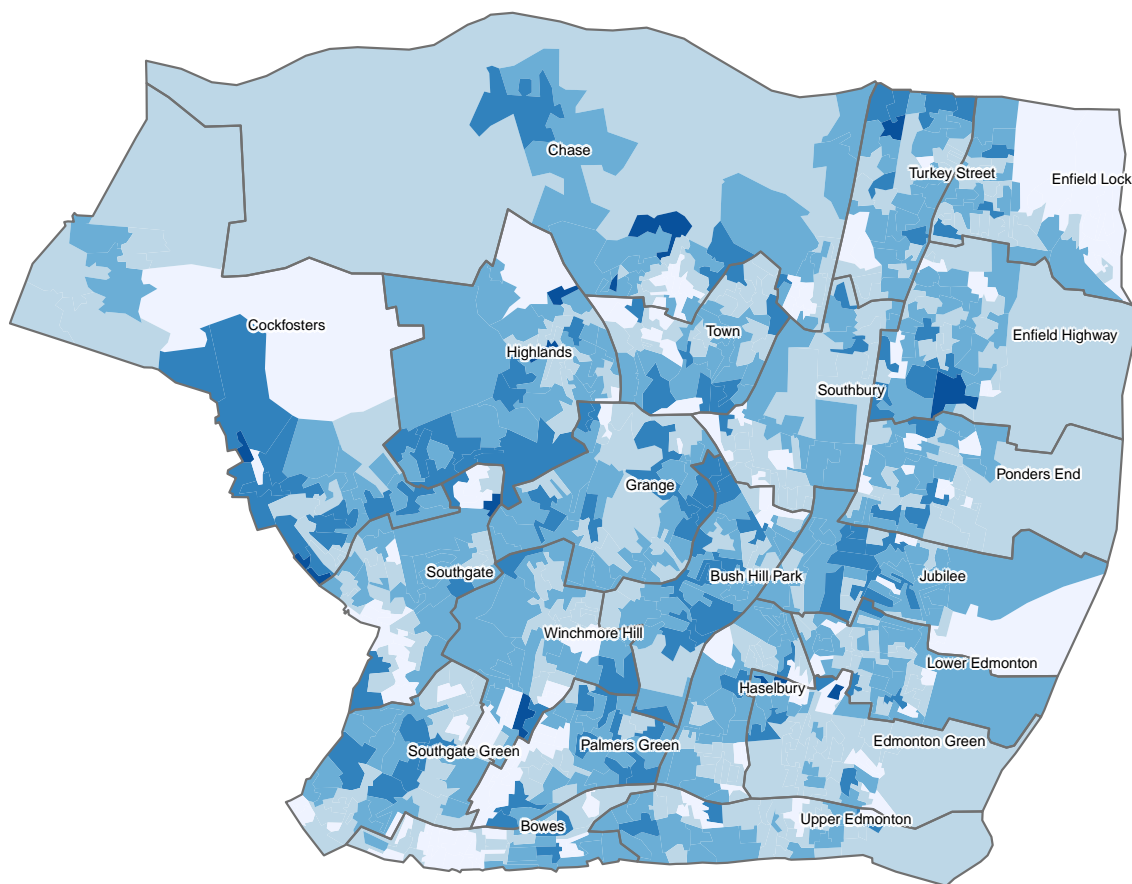 Chase
Turkey Street
Enfield Lock
Cockfosters
Highlands
Town
Enfield Highway
Southbury
Grange
Ponders End
Southgate
Bush Hill Park
Jubilee
Winchmore Hill
Lower Edmonton
Haselbury
Southgate Green
Palmers Green
Edmonton Green
Bowes
Upper Edmonton